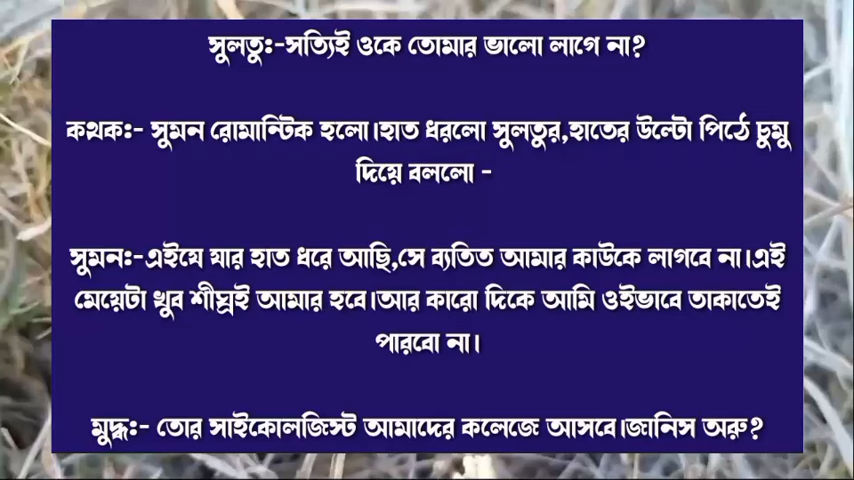 সুলতু:-সত্যিই ওকে তোমার ভালো লাগে না?
কথক:- সুমন রোমান্টিক হলো।হাত ধরলো সুলতুর,হাতের উল্টো পিঠে চুমু
দিয়ে বললো -
সুমন:-এইযে যার হাত ধরে আছি,সে ব্যতিত আমার কাউকে লাগবে না।এই
মেয়েটা খুব শীঘ্রই আমার হবে।আর কারো দিকে আমি ওইভাবে তাকাতেই
পারবো না।
মুদ্ধ:- তোর সাইকোলজিস্ট আমাদের কলেজে আসবে।জানিস অরু?